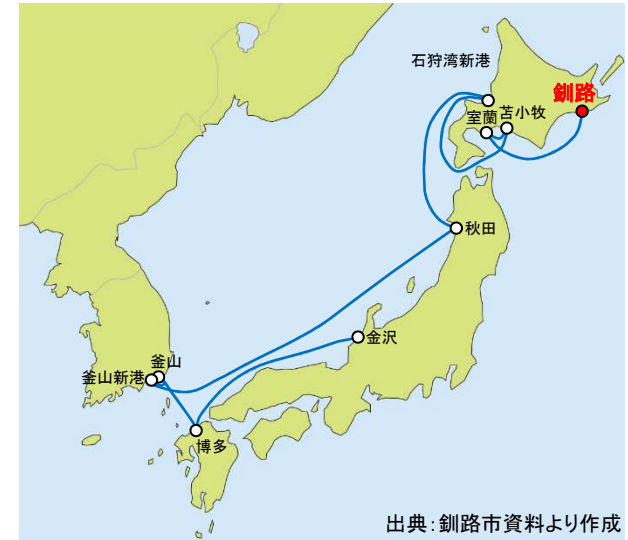 石狩湾新港
釧路
室蘭
苫小牧
秋田
金沢
釜山
釜山新港
博多
出典：釧路市資料より作成